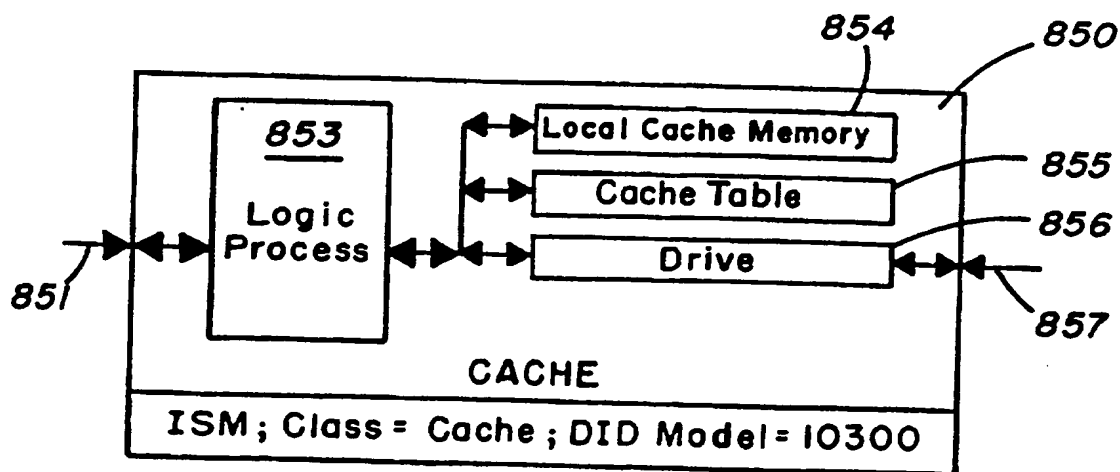 854
850
853
Logic
Process
Local Cache Memory
855
Cache Table
856
Drive
851
857
CACHE
ISM; Class = Cache; DID Model = 10300